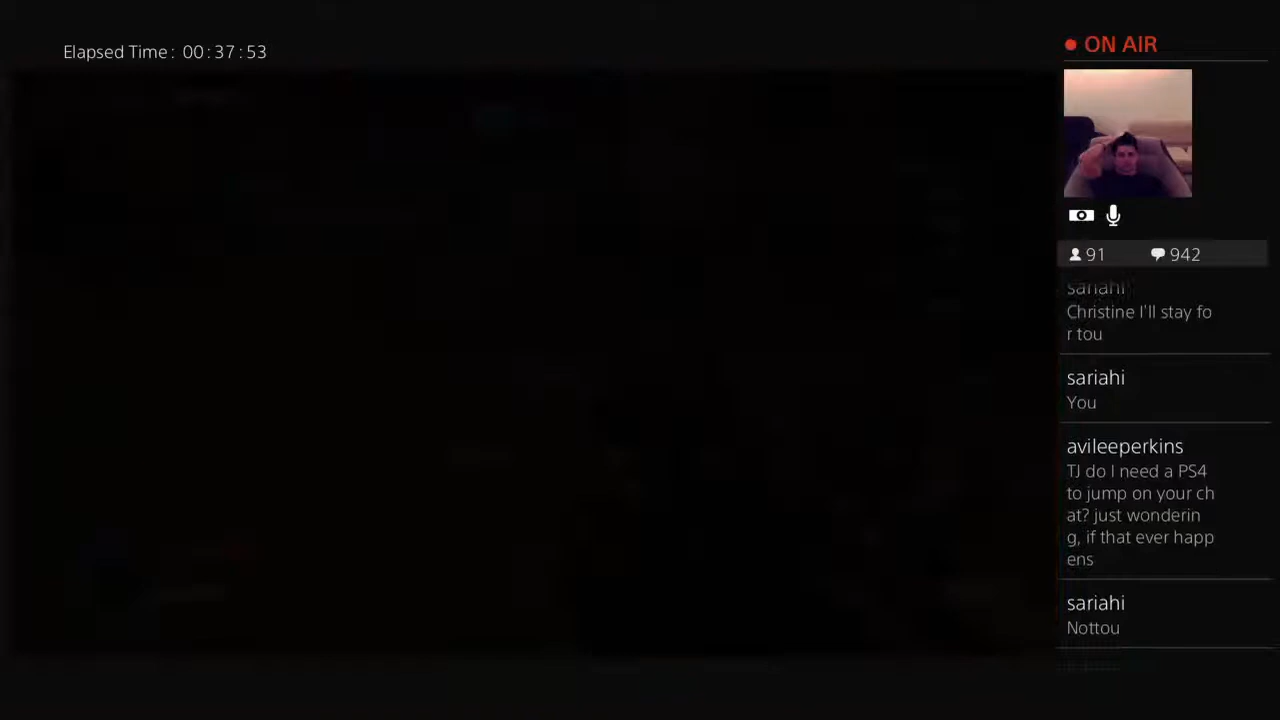 Elapsed Time: 00:37:53
ON AIR
91 942
sariahi
Christine I'll stay fo
r tou
sariahi
You
avileeperkins
TJ do I need a PS4
to jump on your ch
at? just wonderin
g, if that ever happ
ens
sariahi
Nottou